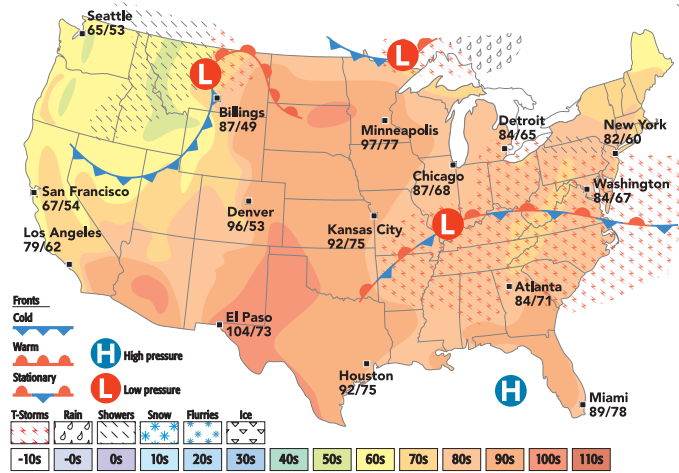 Seattle
65/53
L
L
Billings
87/49
Minneapolis
97/77
Detroit
84/65
New York
82/60
San Francisco
67/54
Denver
96/53
Chicago
87/68
Washington
84/67
Los Angeles
79/62
Kansas City
92/75
L
Atlanta
84/71
El Paso
104/73
Houston
92/75
H
Miami
89/78
Fronts
Cold
Warm
Stationary
H High pressure
L Low pressure
T-Storms Rain Showers Snow Flurries Ice
-10s -0s 0s 10s 20s 30s 40s 50s 60s 70s 80s 90s 100s 110s